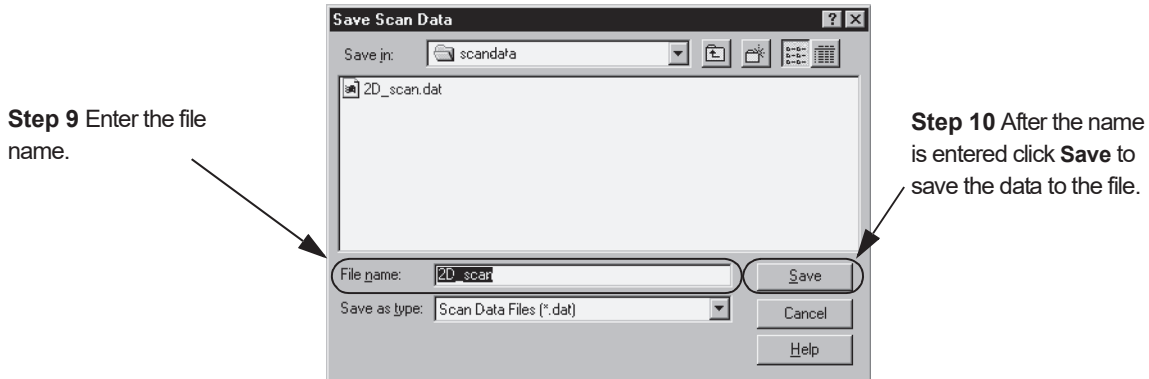 Save Scan Data
Save in: scandata
2D_scan.dat
Step 9 Enter the file
name.
Step 10 After the name
is entered click Save to
save the data to the file.
File name: 2D_scan
Save
Save as type: Scan Data Files (*.dat)
Cancel
Help